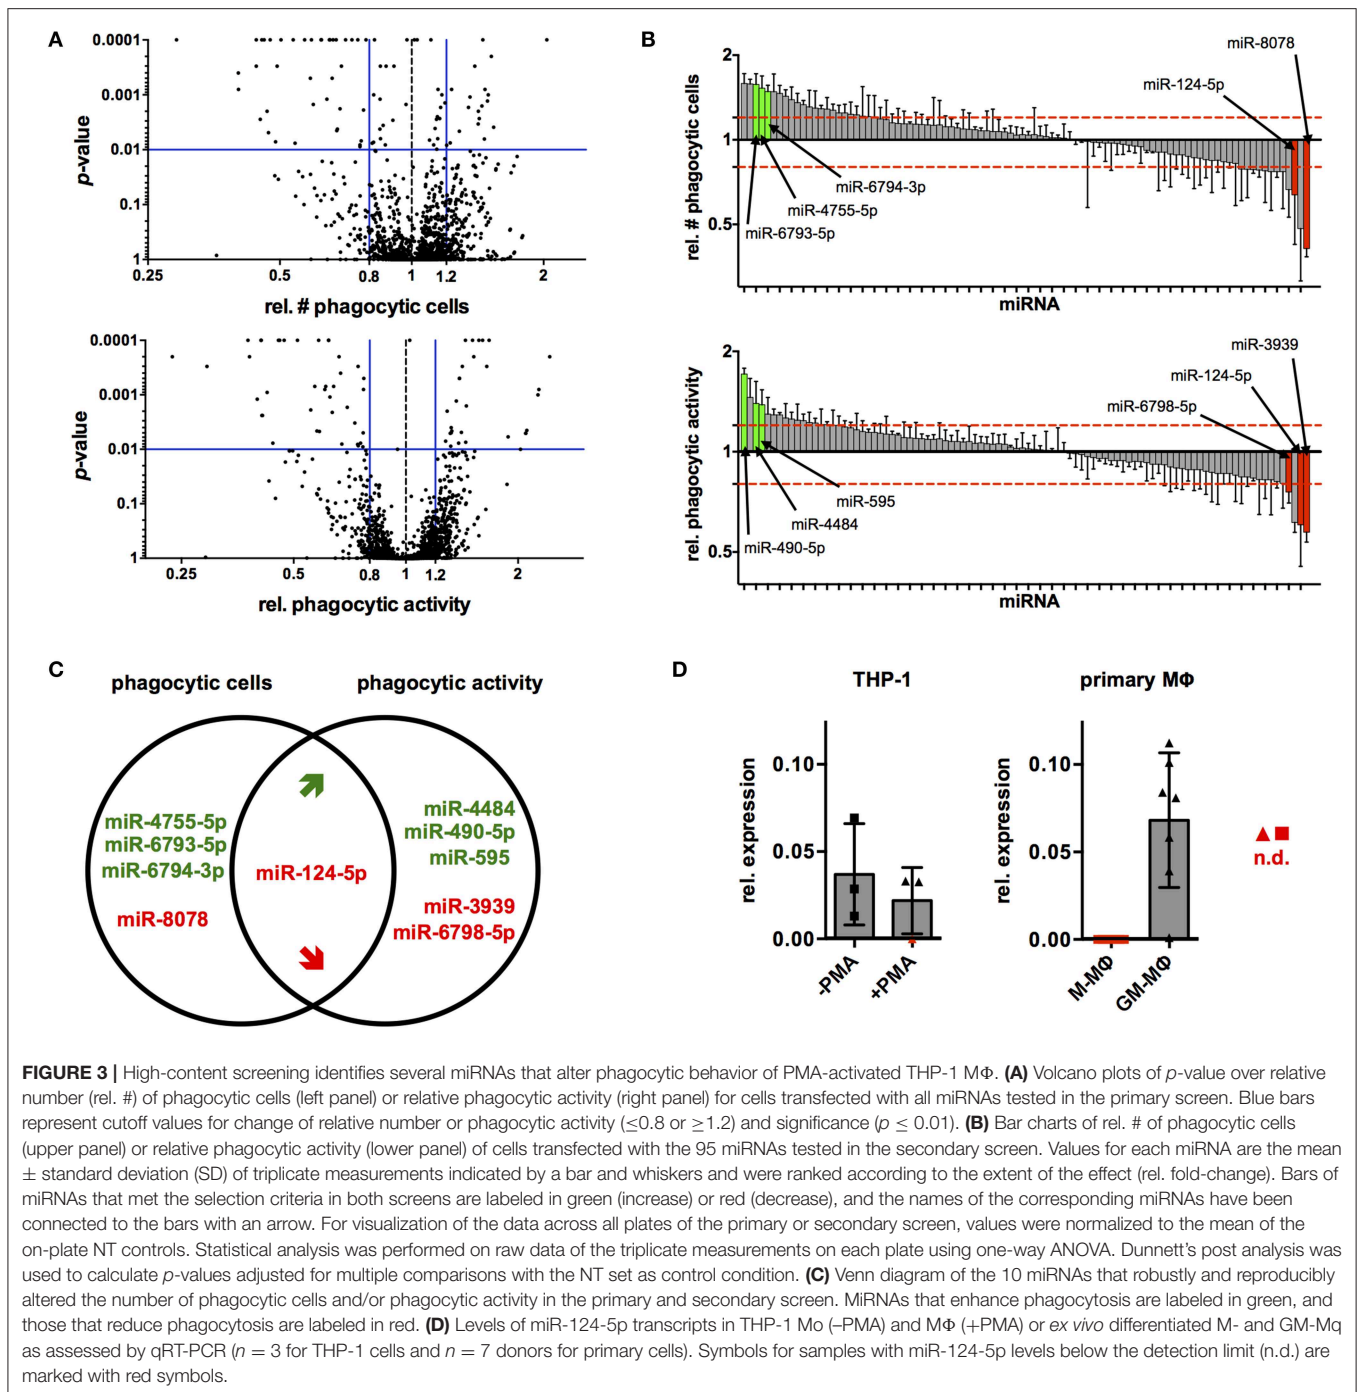 A
0.0001
0.001
0.01
0.1
1
p-value
0.25
0.5
0.8
1
1.2
2
rel. # phagocytic cells
0.0001
0.001
0.01
0.1
1
p-value
0.25
0.5
0.8
1
1.2
2
rel. phagocytic activity
B
2
1
0.5
rel. # phagocytic cells
miR-8078
miR-124-5p
miR-6794-3p
miR-4755-5p
miR-6793-5p
miRNA
2
1
0.5
rel. phagocytic activity
miR-3939
miR-124-5p
miR-6798-5p
miR-595
miR-4484
miR-490-5p
miRNA
C
phagocytic cells
phagocytic activity
miR-4755-5p
miR-6793-5p
miR-6794-3p
miR-8078
miR-124-5p
miR-4484
miR-490-5p
miR-595
miR-3939
miR-6798-5p
D
THP-1
0.10
0.05
0.00
rel. expression
-PMA
+PMA
primary MΦ
0.10
0.05
0.00
rel. expression
M-MΦ
GM-MΦ
n.d.
FIGURE 3 | High-content screening identifies several miRNAs that alter phagocytic behavior of PMA-activated THP-1 MΦ. (A) Volcano plots of p-value over relative
number (rel. #) of phagocytic cells (left panel) or relative phagocytic activity (right panel) for cells transfected with all miRNAs tested in the primary screen. Blue bars
represent cutoff values for change of relative number or phagocytic activity (≤0.8 or ≥1.2) and significance (p ≤ 0.01). (B) Bar charts of rel. # of phagocytic cells
(upper panel) or relative phagocytic activity (lower panel) of cells transfected with the 95 miRNAs tested in the secondary screen. Values for each miRNA are the mean
± standard deviation (SD) of triplicate measurements indicated by a bar and whiskers and were ranked according to the extent of the effect (rel. fold-change). Bars of
miRNAs that met the selection criteria in both screens are labeled in green (increase) or red (decrease), and the names of the corresponding miRNAs have been
connected to the bars with an arrow. For visualization of the data across all plates of the primary or secondary screen, values were normalized to the mean of the
on-plate NT controls. Statistical analysis was performed on raw data of the triplicate measurements on each plate using one-way ANOVA. Dunnett's post analysis was
used to calculate p-values adjusted for multiple comparisons with the NT set as control condition. (C) Venn diagram of the 10 miRNAs that robustly and reproducibly
altered the number of phagocytic cells and/or phagocytic activity in the primary and secondary screen. MiRNAs that enhance phagocytosis are labeled in green, and
those that reduce phagocytosis are labeled in red. (D) Levels of miR-124-5p transcripts in THP-1 Mo (–PMA) and MΦ (+PMA) or ex vivo differentiated M- and GM-Mq
as assessed by qRT-PCR (n = 3 for THP-1 cells and n = 7 donors for primary cells). Symbols for samples with miR-124-5p levels below the detection limit (n.d.) are
marked with red symbols.